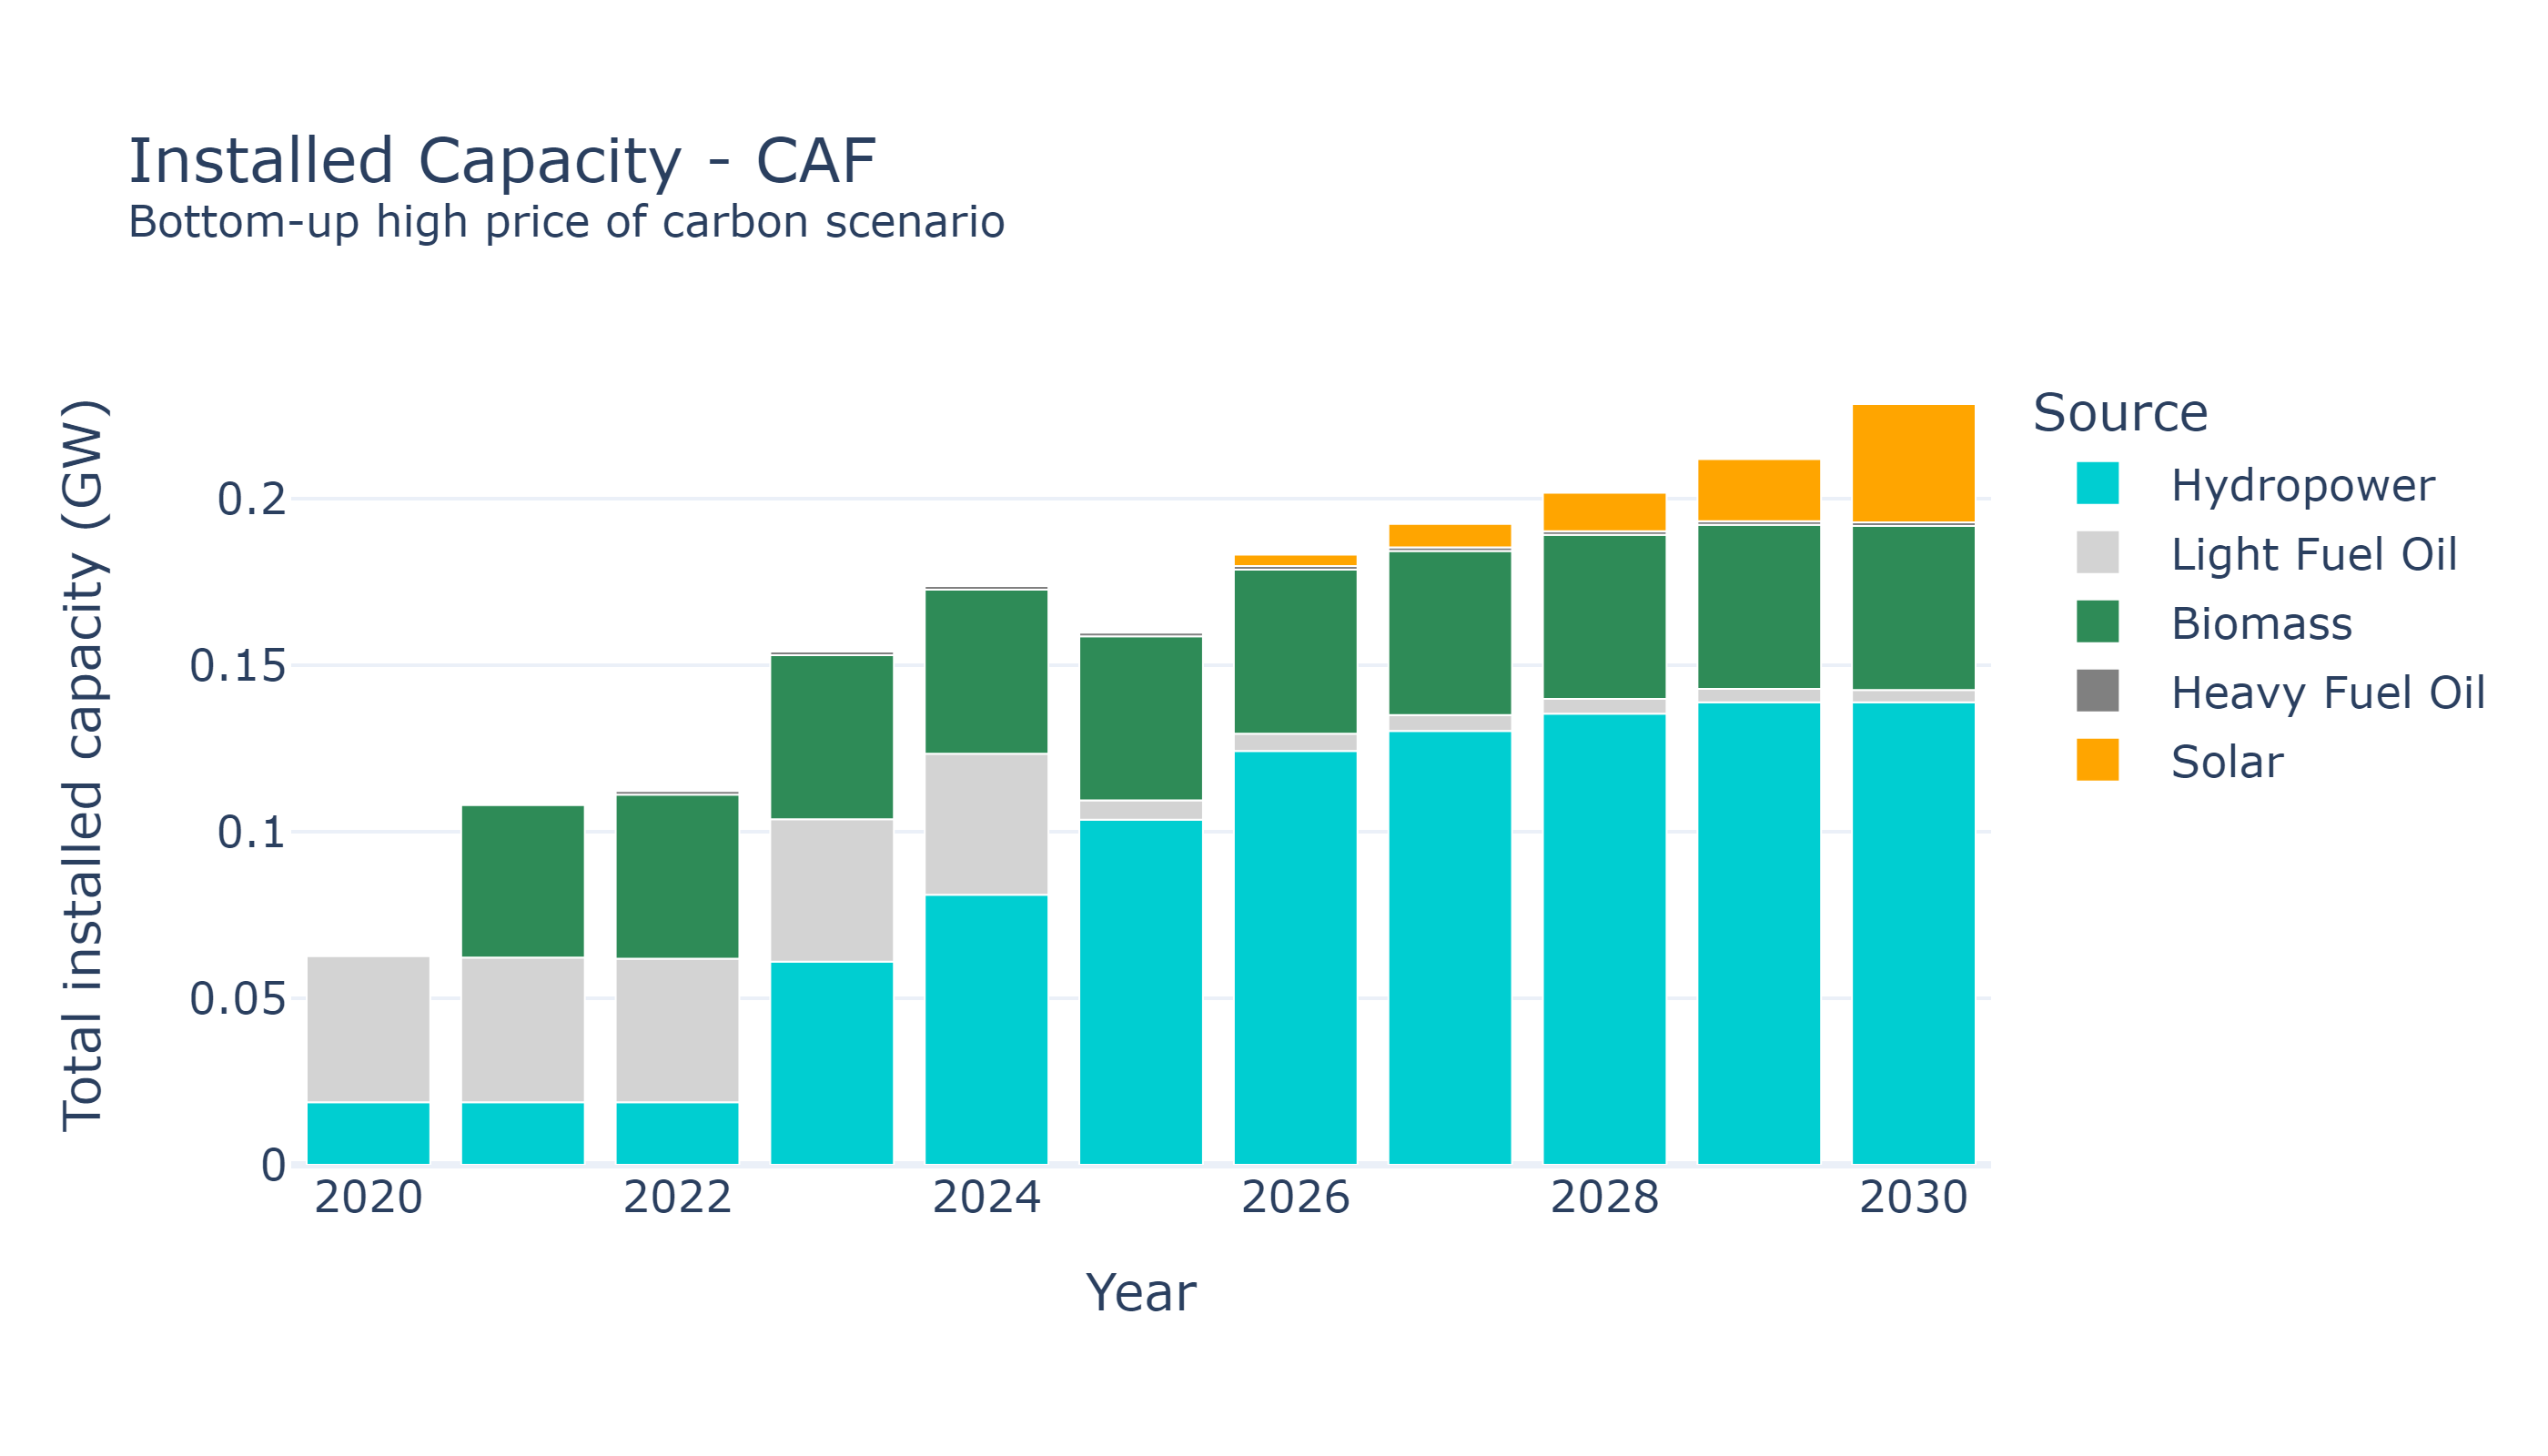 Installed Capacity - CAF
Bottom-up high price of carbon scenario
Total installed capacity (GW)
0.2
0.15
0.1
0.05
0
2020
2022
2024
2026
2028
2030
Year
Source
Hydropower
Light Fuel Oil
Biomass
Heavy Fuel Oil
Solar